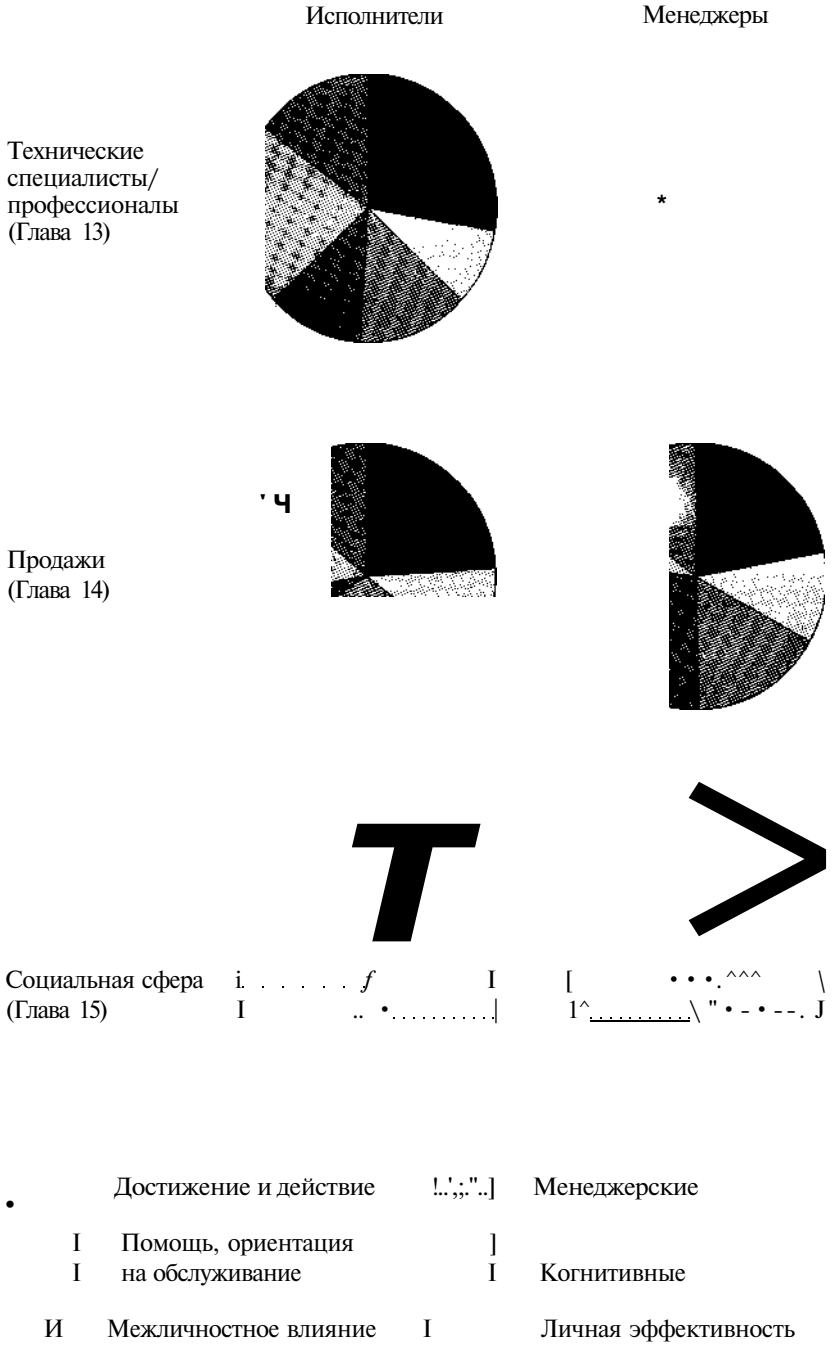 Исполнители Менеджеры
Технические
специалисты/
профессионалы *
(Глава 13)
' Ч
Продажи
(Глава 14)
Т >
Социальная сфера i. . . . . . f I [ • • •. ^^^ \
(Глава 15) I .. •...........| 1^...........\ " • - • --. J
• Достижение и действие !..',;."..] Менеджерские
I Помощь, ориентация ]
I на обслуживание I Когнитивные
И Межличностное влияние I Личная эффективность